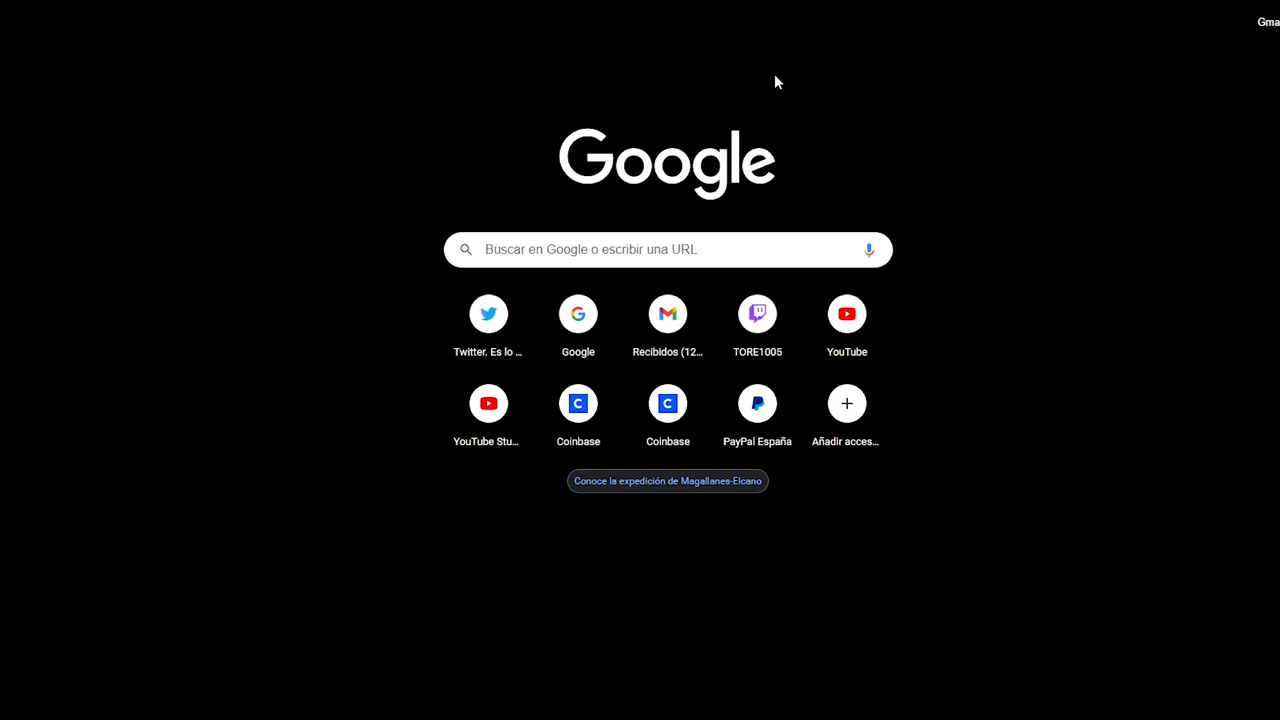 Gma
Google
Buscar en Google o escribir una URL
Twitter. Es lo ...
Google
Recibidos (12...
TORE1005
YouTube
YouTube Stu...
Coinbase
Coinbase
PayPal España
Añadir acces...
Conoce la expedición de Magallanes-Elcano